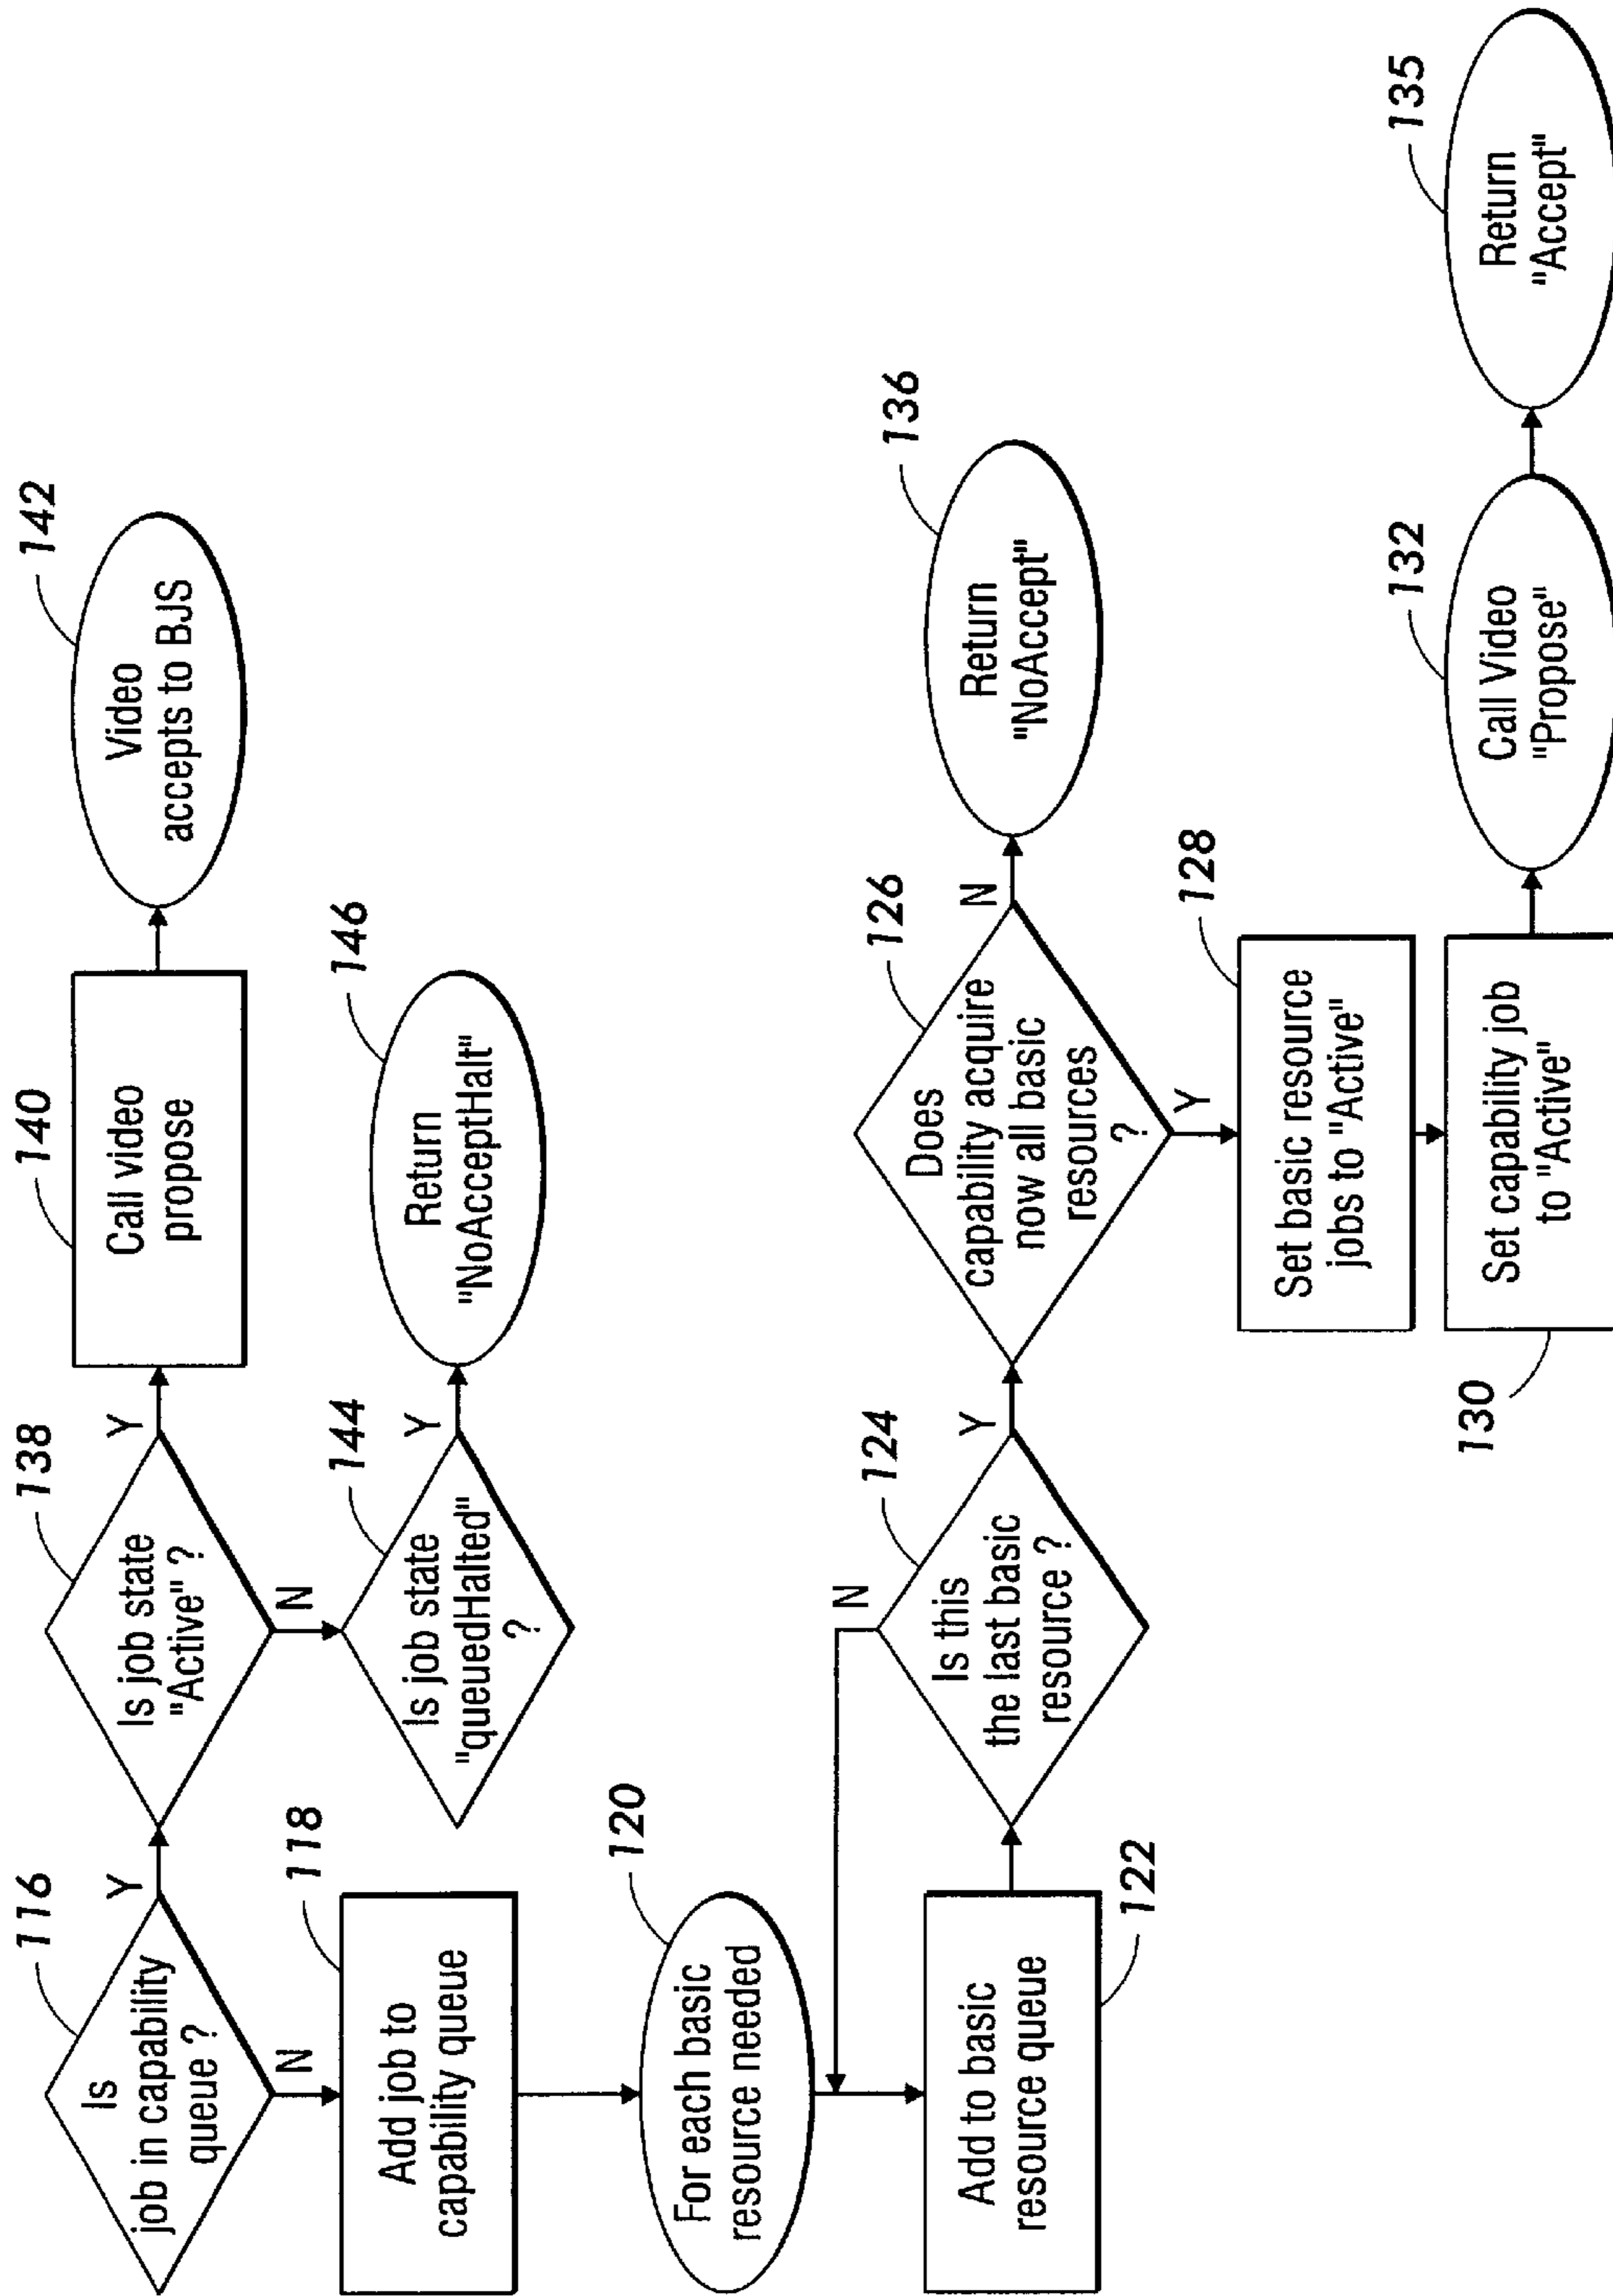 116
Is
job in capability
queue ?
Y
N
138
Is job state
"Active" ?
Y
N
140
Call video
propose
142
Video
accepts to BJS
118
Add job to
capability queue
144
Is job state
"queuedHalted"
?
Y
146
Return
"NoAcceptHalt"
120
For each basic
resource needed
122
Add to basic
resource queue
124
Is this
the last basic
resource ?
N
Y
126
Does
capability acquire
now all basic
resources
?
N
Y
136
Return
"NoAccept"
128
Set basic resource
jobs to "Active"
130
Set capability job
to "Active"
132
Call Video
"Propose"
135
Return
"Accept"